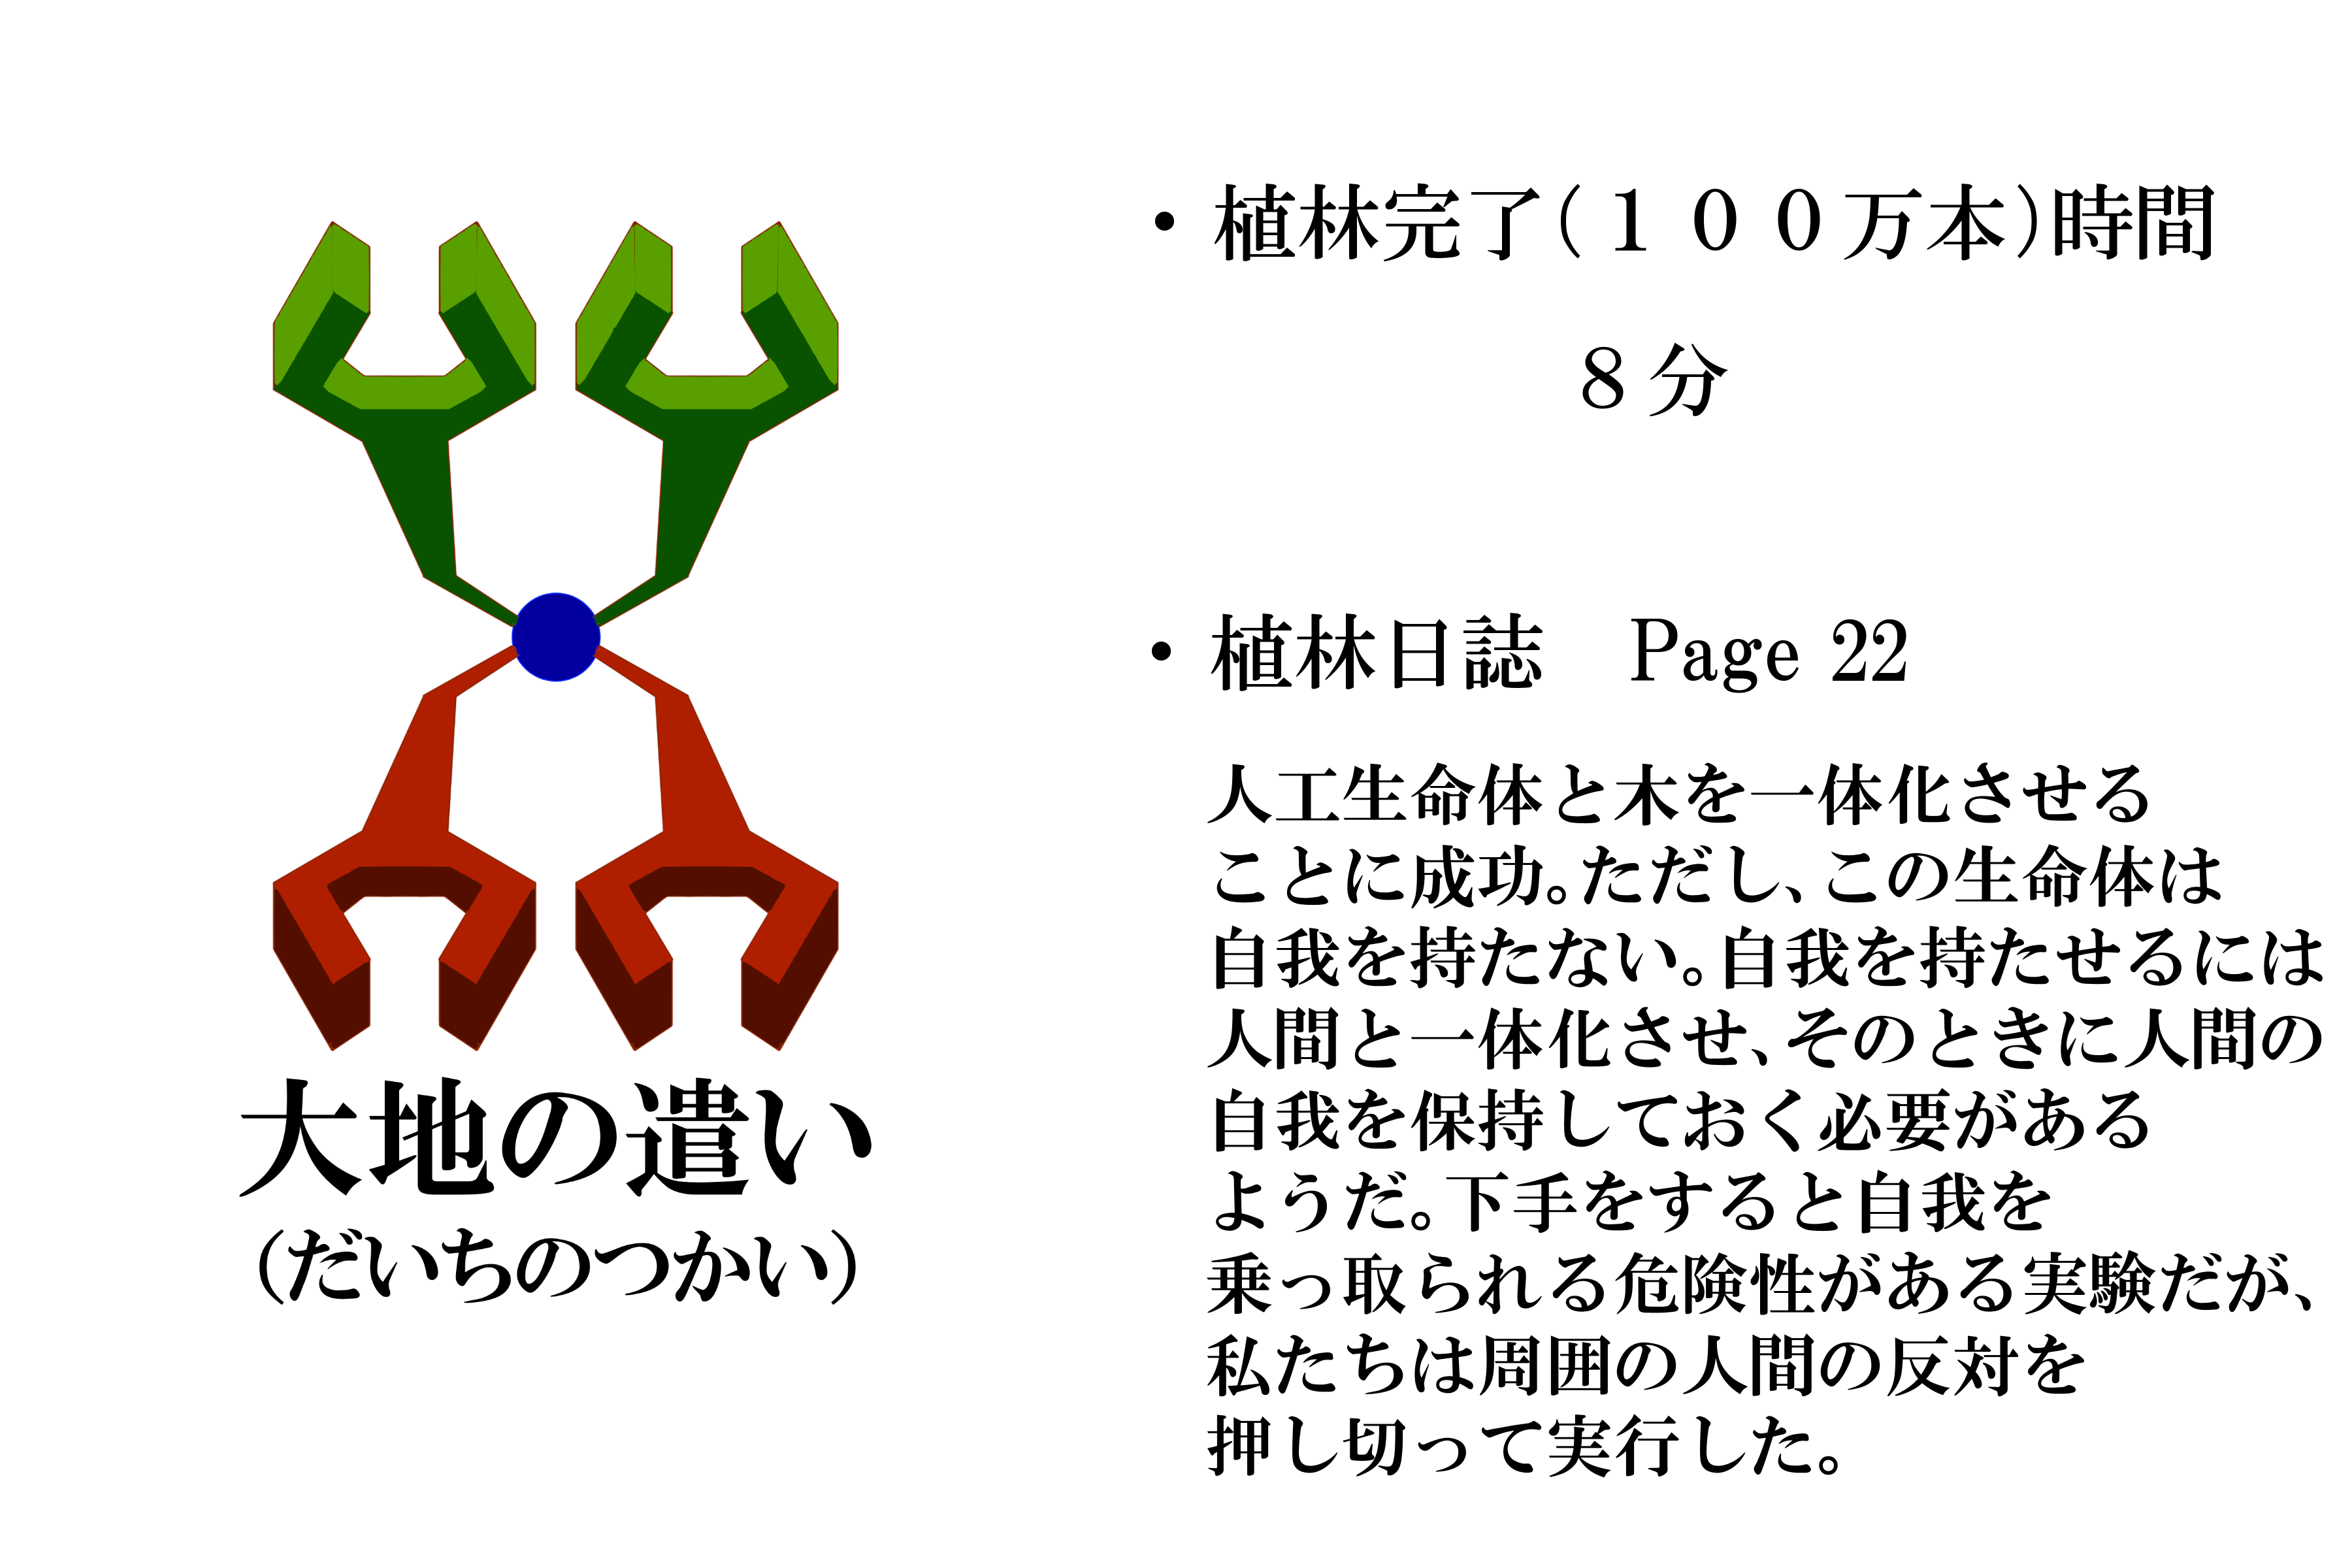 ・植林完了(１００万本)時間
８分
・植林日誌　Page 22
人工生命体と木を一体化させる
ことに成功。ただし、この生命体は
自我を持たない。自我を持たせるには
人間と一体化させ、そのときに人間の
自我を保持しておく必要がある
ようだ。下手をすると自我を
乗っ取られる危険性がある実験だが、
私たちは周囲の人間の反対を
押し切って実行した。
大地の遣い
(だいちのつかい)